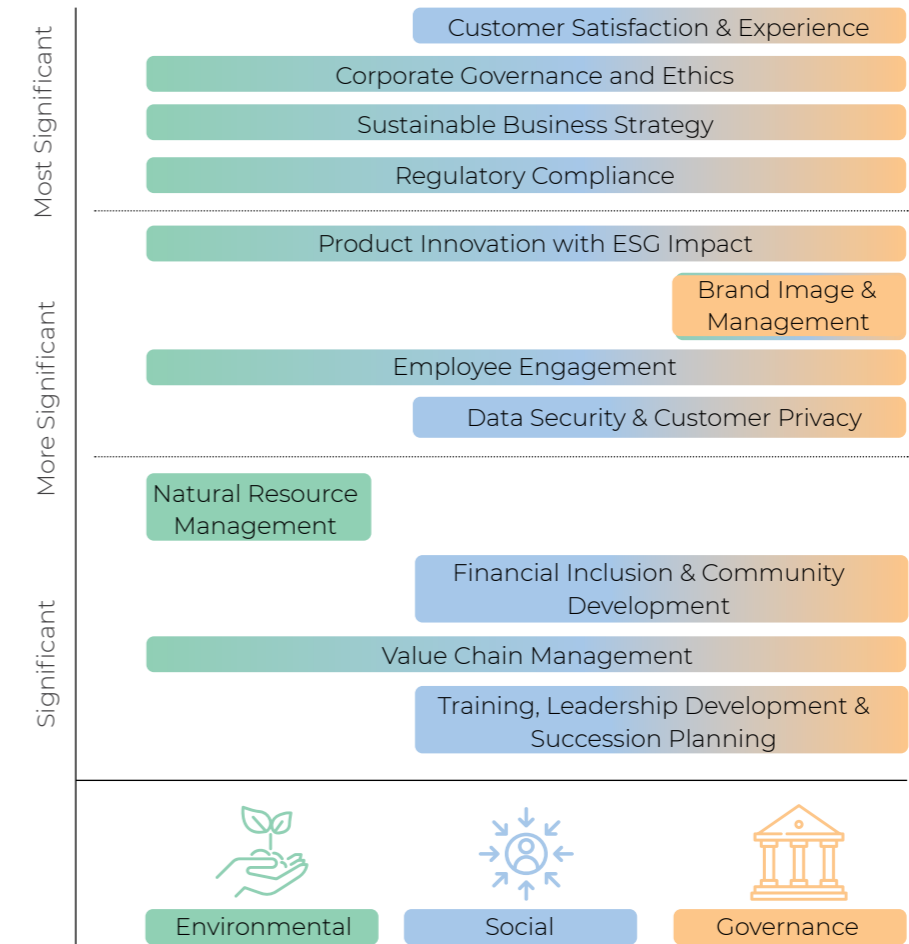 Most Significant
Customer Satisfaction & Experience
Corporate Governance and Ethics
Sustainable Business Strategy
Regulatory Compliance
More Significant
Product Innovation with ESG Impact
Brand Image &
Management
Employee Engagement
Data Security & Customer Privacy
Significant
Natural Resource
Management
Financial Inclusion & Community
Development
Value Chain Management
Training, Leadership Development &
Succession Planning
Environmental
Social
Governance